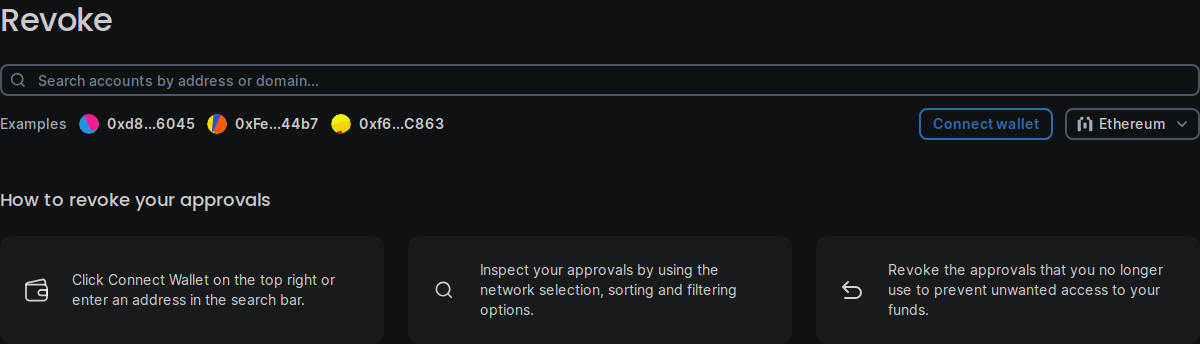 Revoke
Search accounts by address or domain...
Examples 0xd8...6045 0xFe...44b7 0xf6...C863 Connect wallet Ethereum
How to revoke your approvals
Click Connect Wallet on the top right or
enter an address in the search bar.
Inspect your approvals by using the
network selection, sorting and filtering
options.
Revoke the approvals that you no longer
use to prevent unwanted access to your
funds.